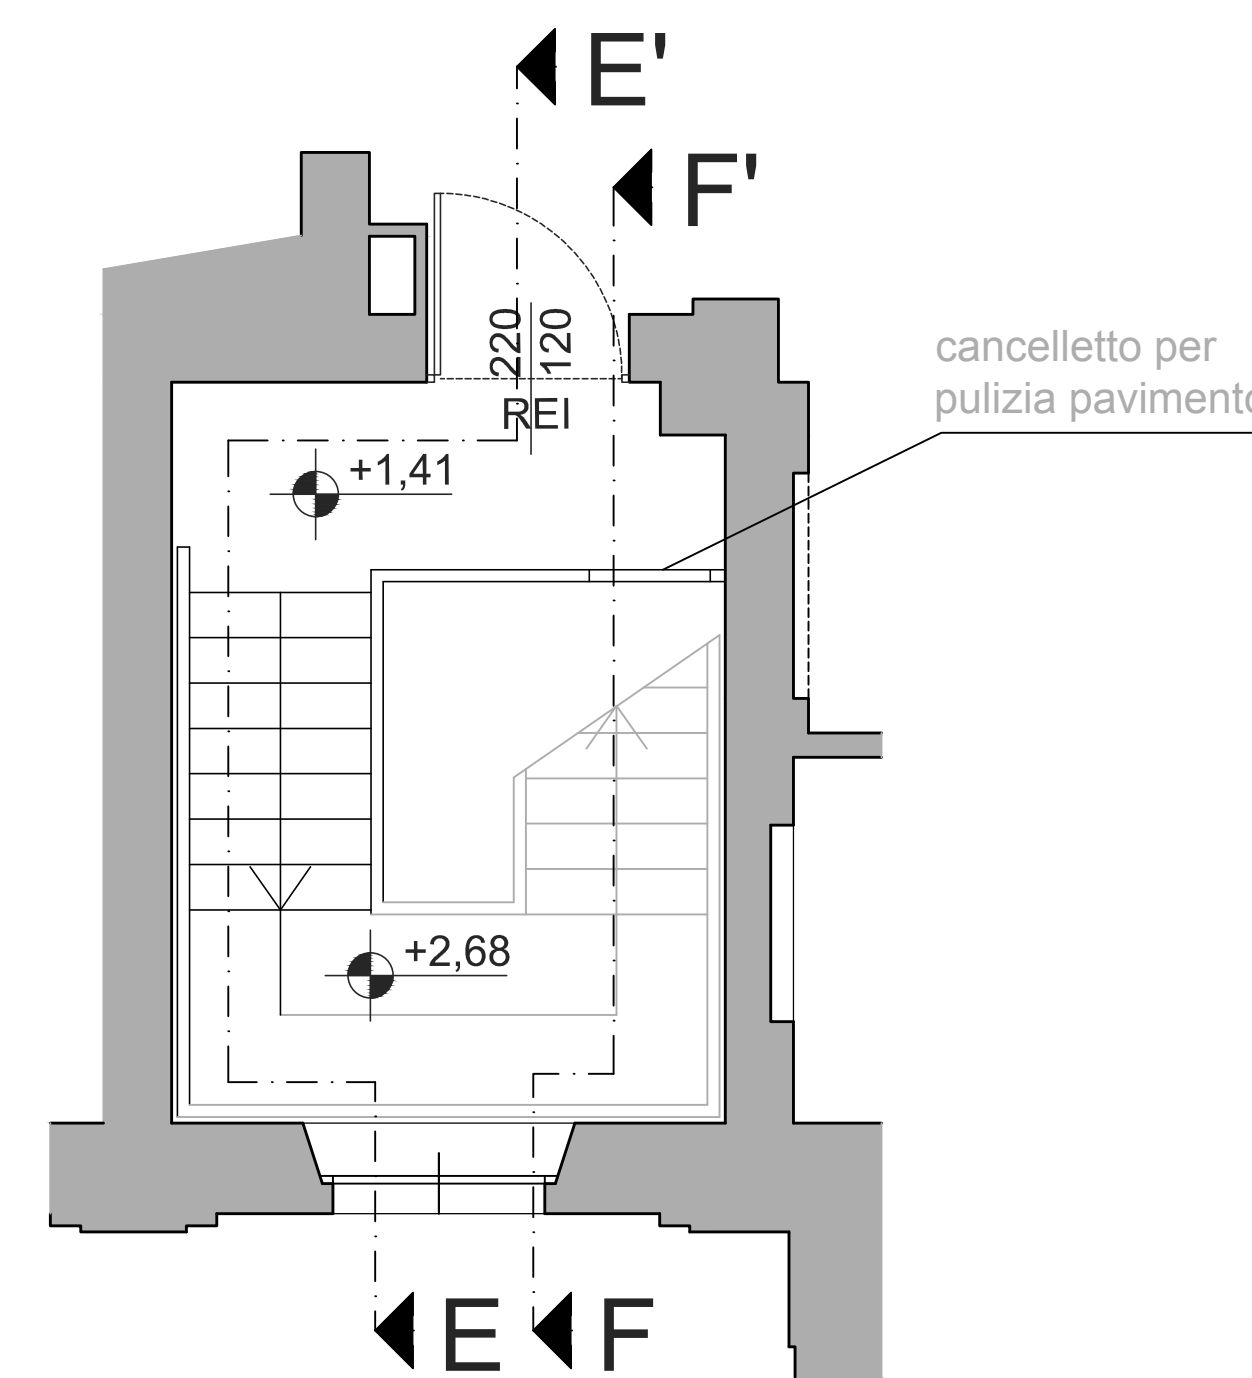 E'
F'
cancelletto per
pulizia pavimento
220
120
REI
+1,41
+2,68
E
F